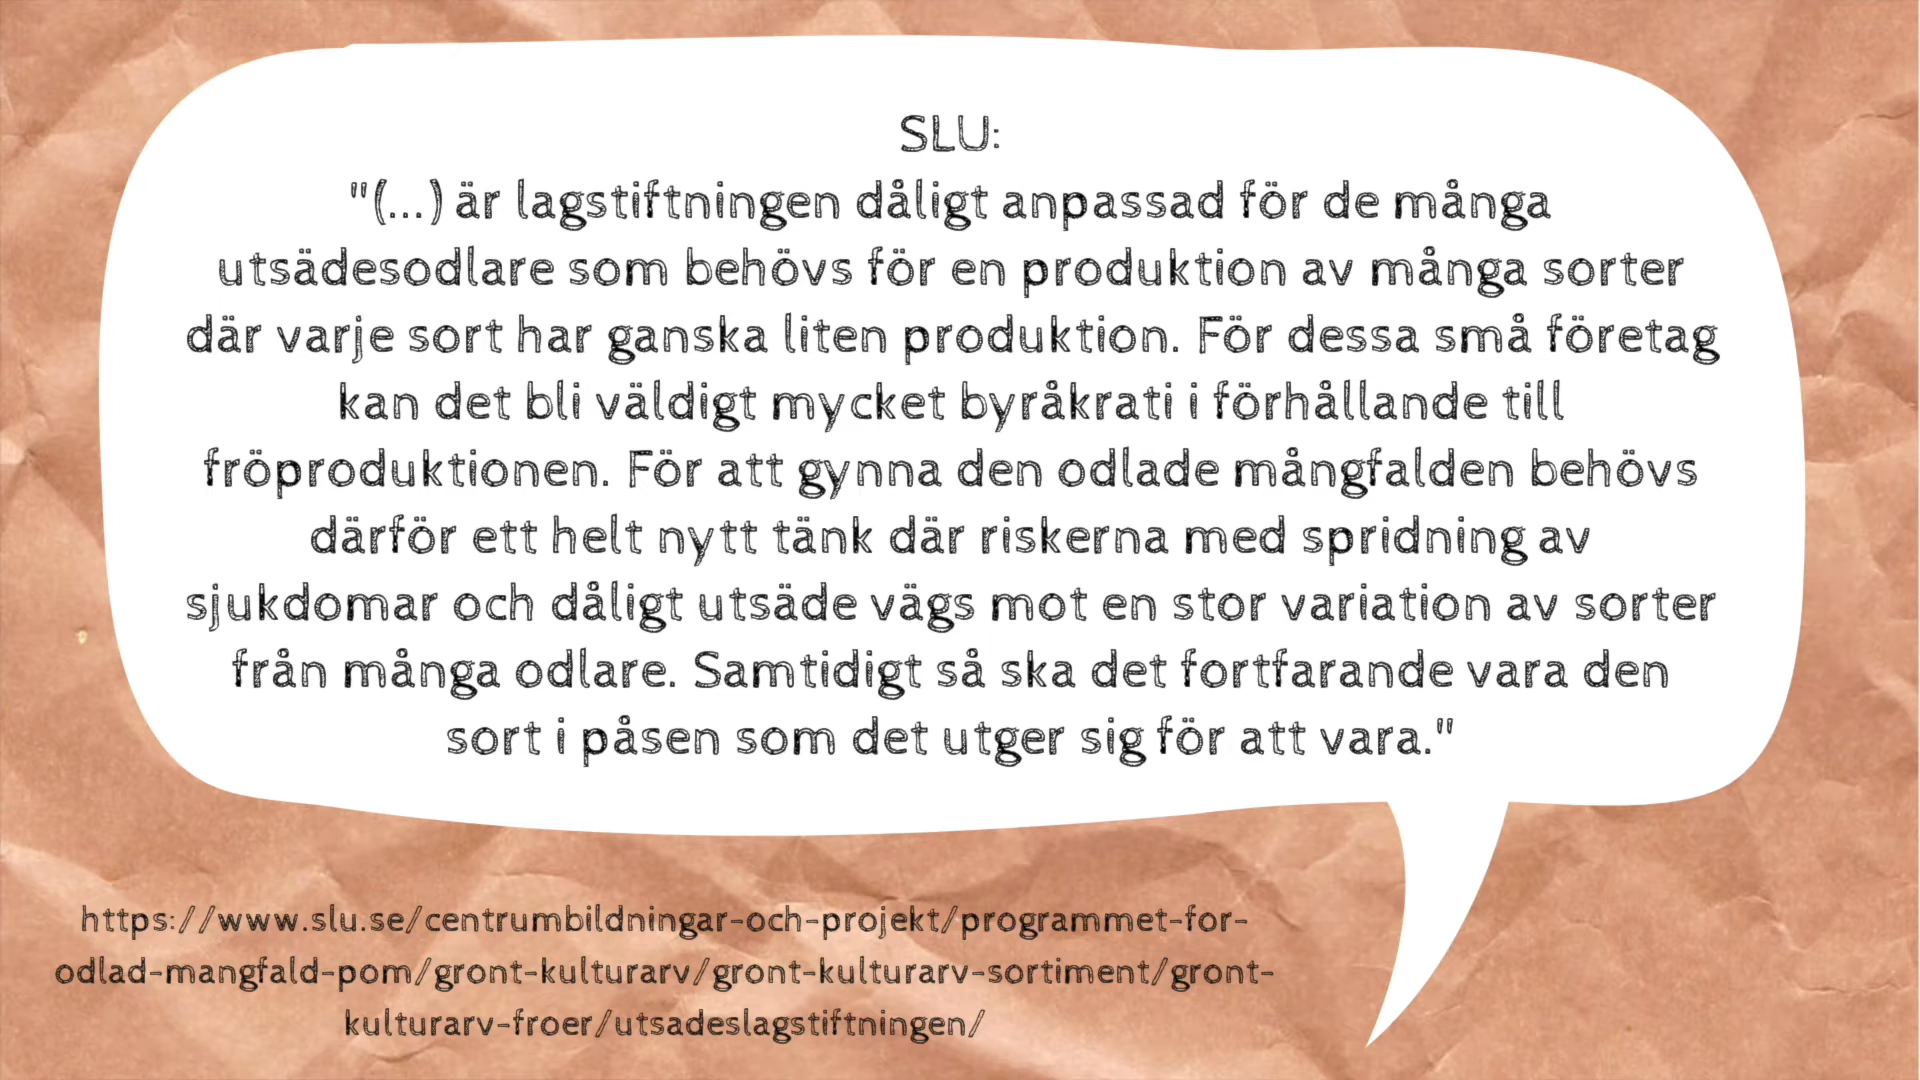 SLU:
"(...) är lagstiftningen dåligt anpassad för de många
utsädesodlare som behövs för en produktion av många sorter
där varje sort har ganska liten produktion. För dessa små företag
kan det bli väldigt mycket byråkrati i förhållande till
fröproduktionen. För att gynna den odlade mångfalden behövs
därför ett helt nytt tänk där riskerna med spridning av
sjukdomar och dåligt utsäde vägs mot en stor variation av sorter
från många odlare. Samtidigt så ska det fortfarande vara den
sort i påsen som det utger sig för att vara."
https://www.slu.se/centrumbildningar-och-projekt/programmet-for-
odlad-mangfald-pom/gront-kulturarv/gront-kulturarv-sortiment/gront-
kulturarv-froer/utsadeslagstiftningen/